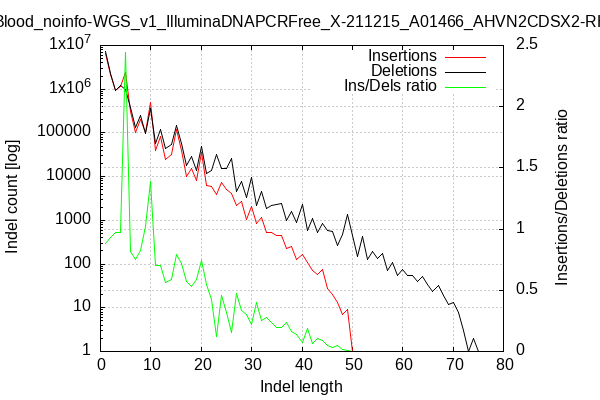 Blood_noinfo-WGS_v1_IlluminaDNAPCRFree_X-211215_A01466_AHVN2CDSX2-RE
Insertions
Deletions
Ins/Dels ratio
1x10^7
1x10^6
100000
10000
1000
100
10
1
2.5
2
1.5
1
0.5
0
0 10 20 30 40 50 60 70 80
Indel count [log]
Insertions/Deletions ratio
Indel length